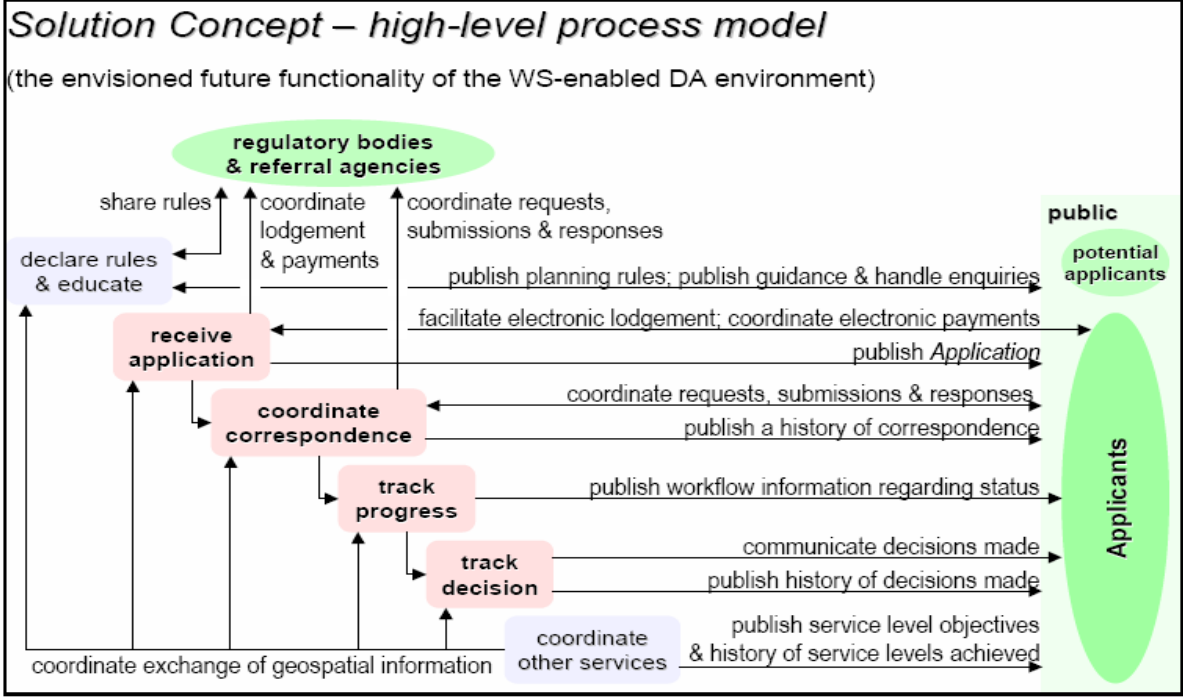 Solution Concept – high-level process model
(the envisioned future functionality of the WS-enabled DA environment)
regulatory bodies
& referral agencies
share rules
coordinate
lodgement
& payments
coordinate requests,
submissions & responses
public
potential
applicants
declare rules
& educate
publish planning rules; publish guidance & handle enquiries
receive
application
facilitate electronic lodgement; coordinate electronic payments
publish Application
coordinate
correspondence
coordinate requests, submissions & responses
publish a history of correspondence
Applicants
track
progress
publish workflow information regarding status
track
decision
communicate decisions made
publish history of decisions made
coordinate
other services
publish service level objectives
& history of service levels achieved
coordinate exchange of geospatial information